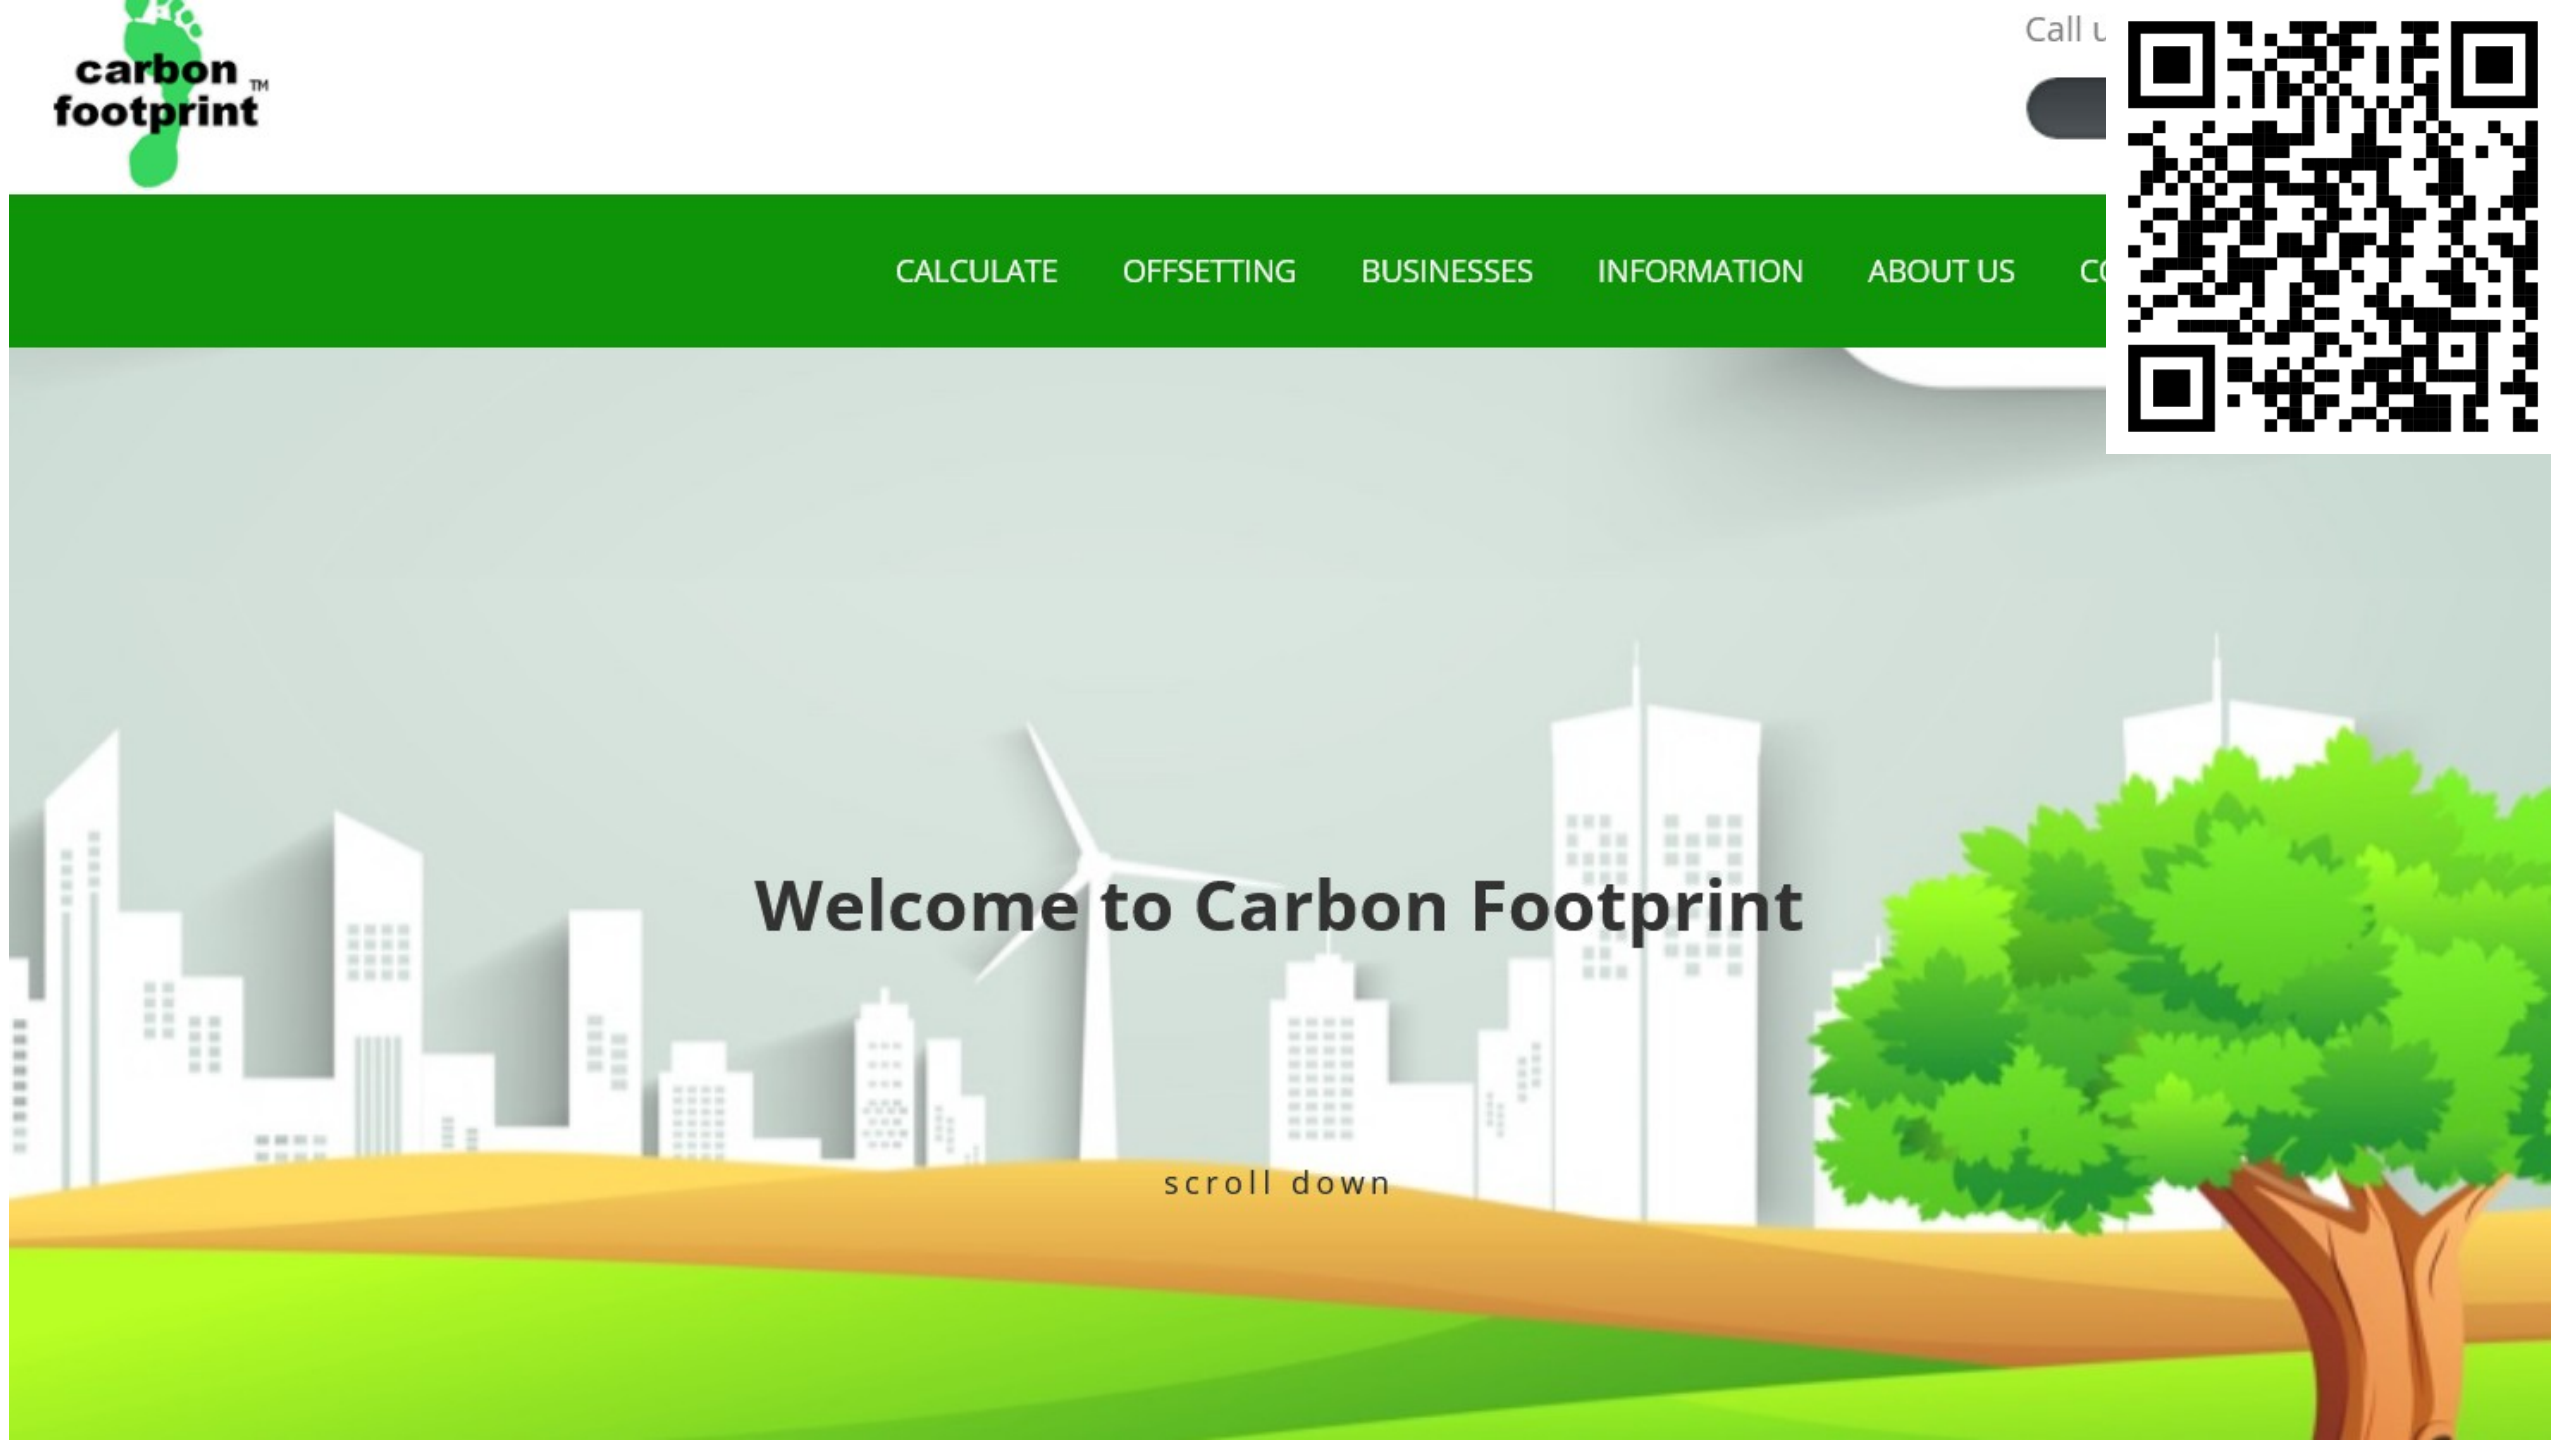 carbon
footprint ™
Call
CALCULATE OFFSETTING BUSINESSES INFORMATION ABOUT US
Welcome to Carbon Footprint
scroll down